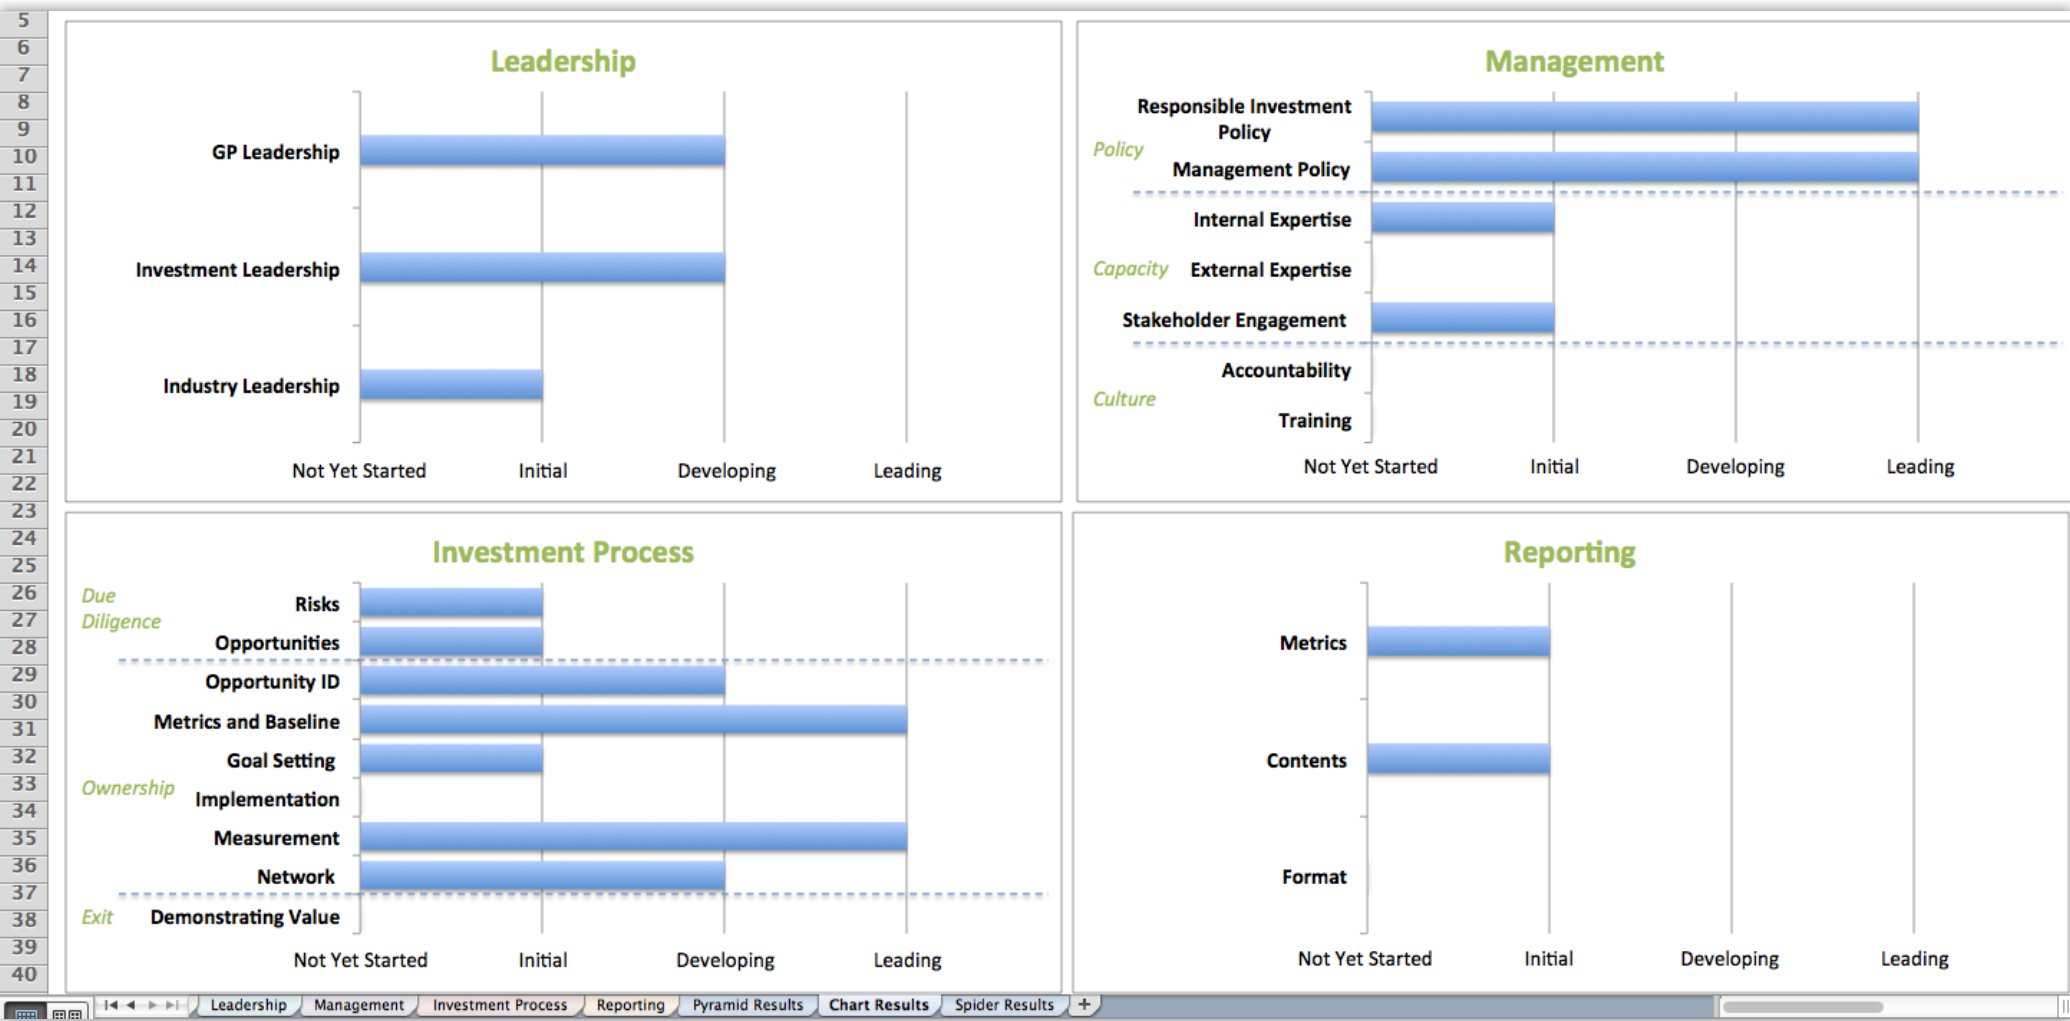 5
6
7
8
9
10
11
12
13
14
15
16
17
18
19
20
21
22
23
24
25
26
27
28
29
30
31
32
33
34
35
36
37
38
39
40
Leadership
GP Leadership
Investment Leadership
Industry Leadership
Not Yet Started Initial Developing Leading
Management
Responsible Investment
Policy
Policy
Management Policy
Internal Expertise
Capacity External Expertise
Stakeholder Engagement
Accountability
Culture
Training
Not Yet Started Initial Developing Leading
Investment Process
Due
Diligence
Risks
Opportunities
Opportunity ID
Metrics and Baseline
Goal Setting
Ownership
Implementation
Measurement
Network
Exit Demonstrating Value
Not Yet Started Initial Developing Leading
Reporting
Metrics
Contents
Format
Not Yet Started Initial Developing Leading
Leadership Management Investment Process Reporting Pyramid Results Chart Results Spider Results +